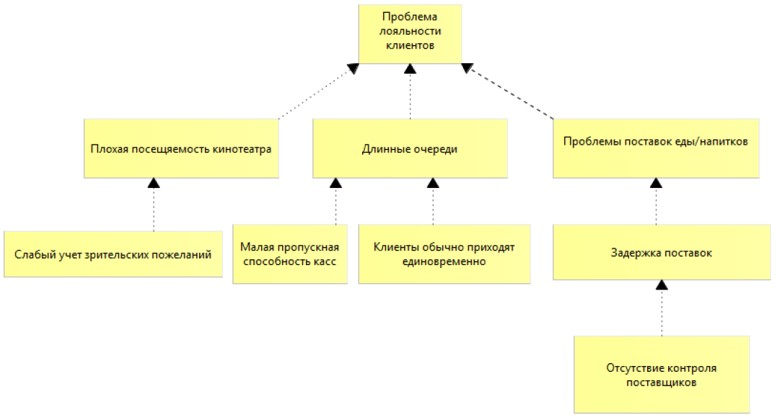 Проблема
лояльности
клиентов
Плохая посещяемость кинотеатра
Длинные очереди
Проблемы поставок еды/напитков
Слабый учет зрительских пожеланий
Малая пропускная
способность касс
Клиенты обычно приходят
единовременно
Задержка поставок
Отсутствие контроля
поставщиков